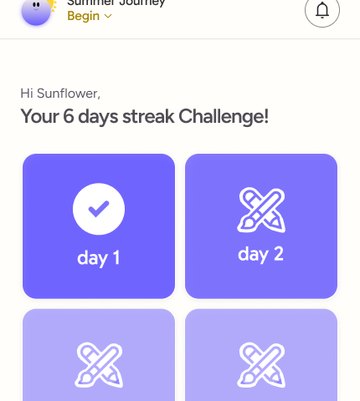 Summer Journey
Begin
Hi Sunflower,
Your 6 days streak Challenge!
day 1
day 2